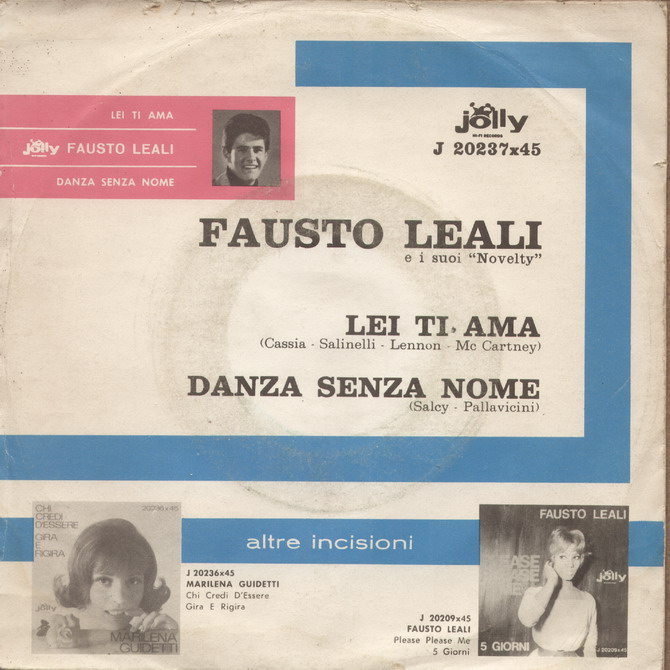 LEI TI AMA
jolly FAUSTO LEALI
DANZA SENZA NOME
jolly
HI-FI RECORDS
J 20237x45
FAUSTO LEALI
e i suoi "Novelty"
LEI TI AMA
(Cassia - Salinelli - Lennon - Mc Cartney)
DANZA SENZA NOME
(Salcy - Pallavicini)
altre incisioni
CHI
CREDI
D'ESSERE
20236x45
GIRA
E
RIGIRA
jolly
MARILENA
GUIDETTI
J 20236x45
MARILENA GUIDETTI
Chi Credi D'Essere
Gira E Rigira
J 20209x45
FAUSTO LEALI
Please Please Me
5 Giorni
FAUSTO LEALI
jolly
5 GIORNI
J 20209x45